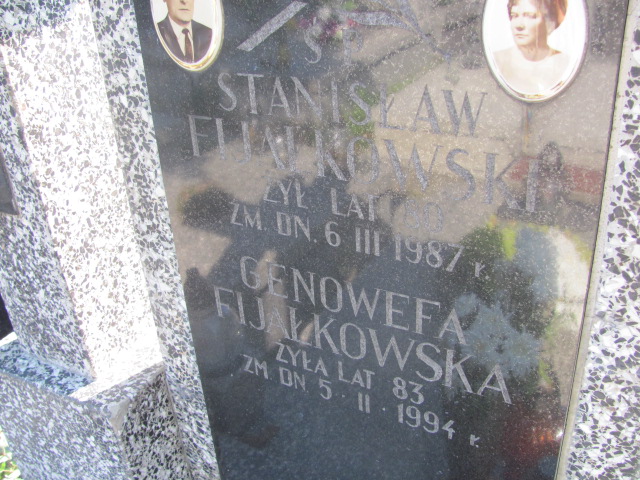 Ś P
STANISŁAW
FIJAŁKOWSKI
ŻYŁ LAT
ZM. DN. 6 III 1987 r.
GENOWEFA
FIJAŁKOWSKA
ŻYŁA LAT 83
ZM. DN 5 · II · 1994 r.